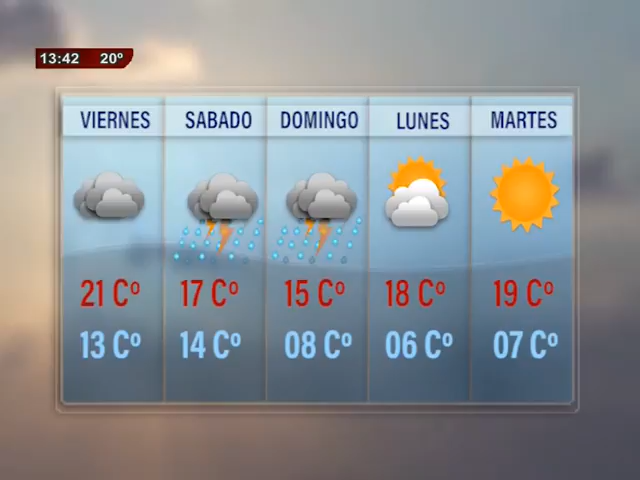 13:42 20º
VIERNES SABADO DOMINGO LUNES MARTES
21 Cº 17 Cº 15 Cº 18 Cº 19 Cº
13 Cº 14 Cº 08 Cº 06 Cº 07 Cº